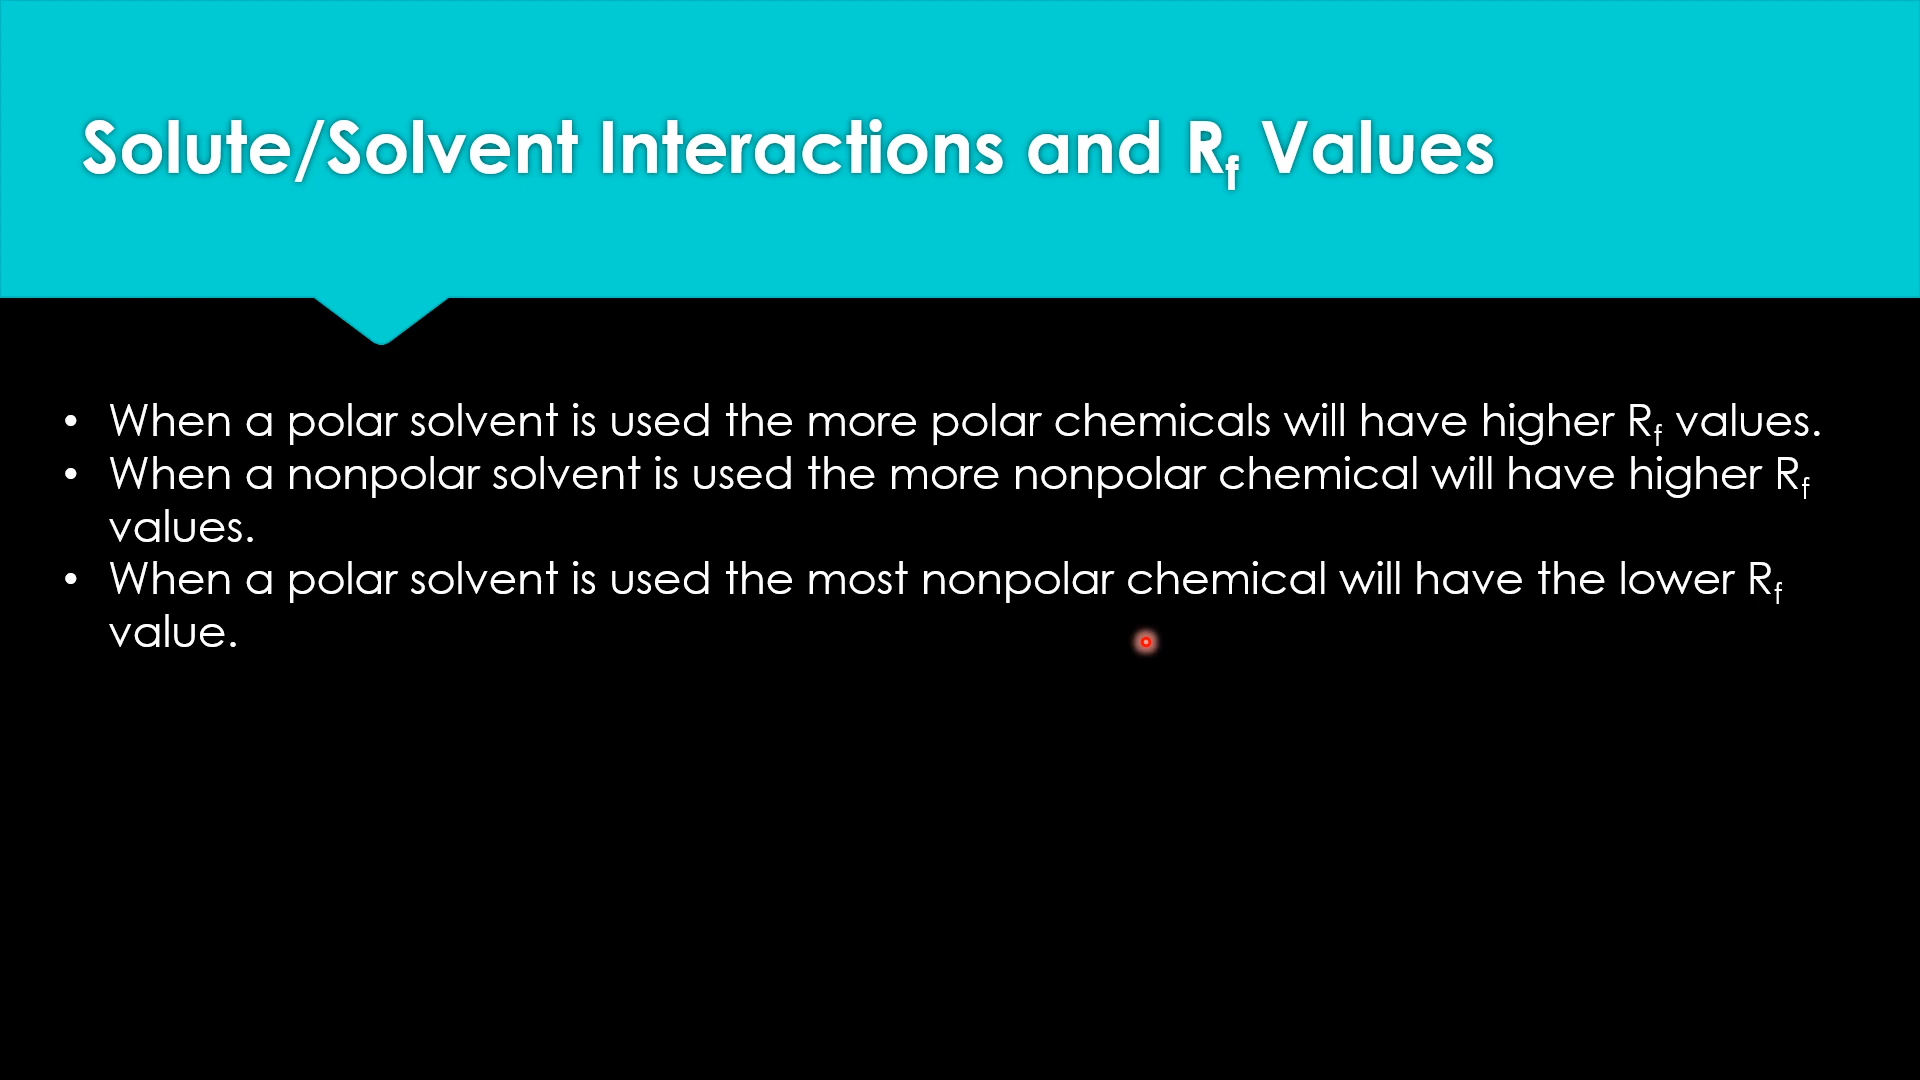 Solute/Solvent Interactions and Rf Values
• When a polar solvent is used the more polar chemicals will have higher Rf values.
• When a nonpolar solvent is used the more nonpolar chemical will have higher Rf
values.
• When a polar solvent is used the most nonpolar chemical will have the lower Rf
value.